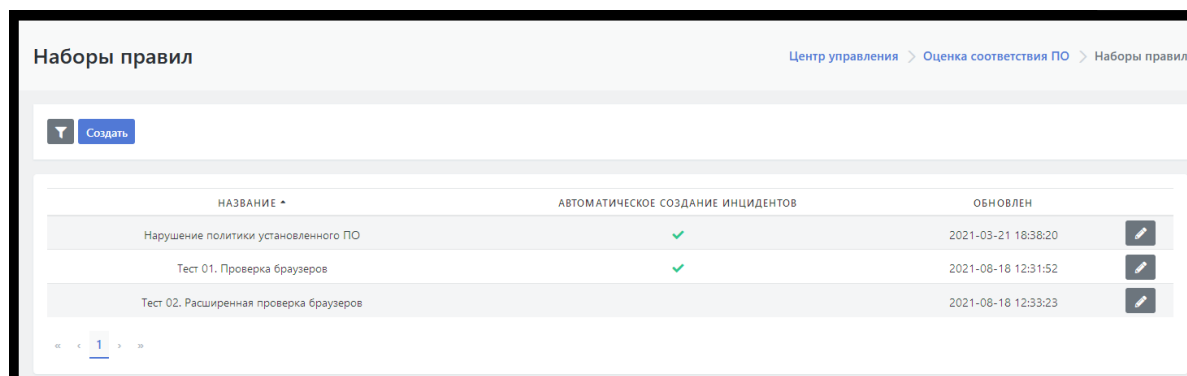 Наборы правил
Центр управления > Оценка соответствия ПО > Наборы правил
Создать
НАЗВАНИЕ АВТОМАТИЧЕСКОЕ СОЗДАНИЕ ИНЦИДЕНТОВ ОБНОВЛЕН
Нарушение политики установленного ПО 2021-03-21 18:38:20
Тест 01. Проверка браузеров 2021-08-18 12:31:52
Тест 02. Расширенная проверка браузеров 2021-08-18 12:33:23
« ‹ 1 › »